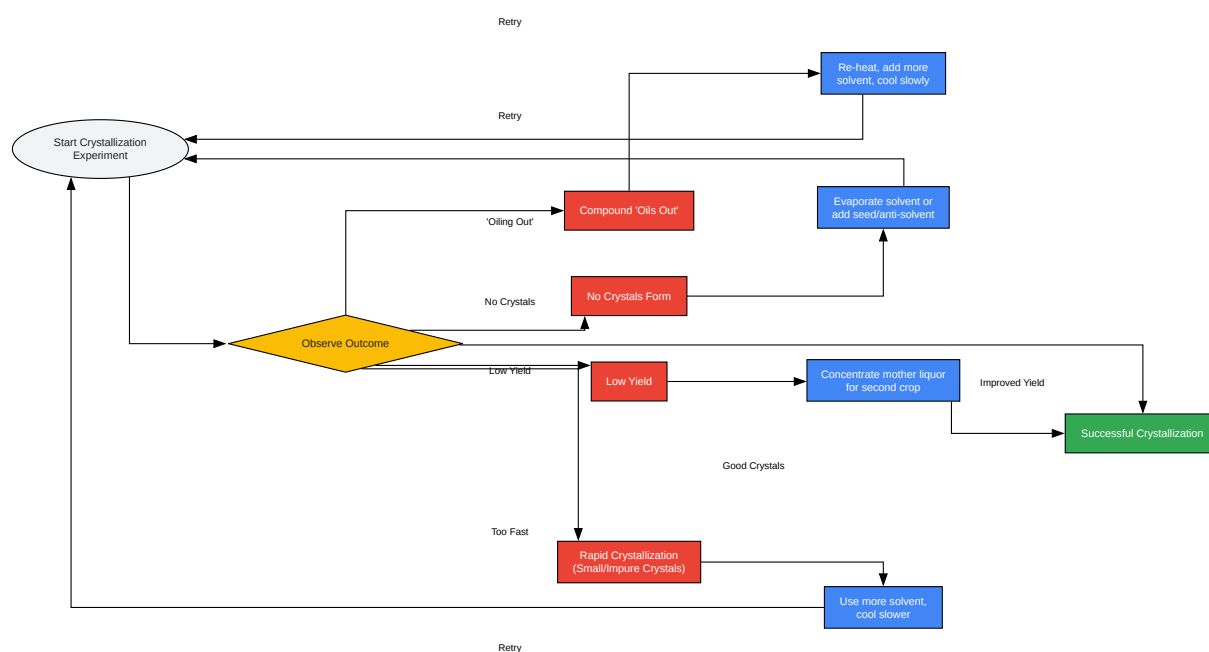 Retry
Re-heat, add more
solvent, cool slowly
Retry
Start Crystallization
Experiment
Evaporate solvent or
add seed/anti-solvent
Compound 'Oils Out'
'Oiling Out'
No Crystals Form
No Crystals
Observe Outcome
Low Yield
Low Yield
Concentrate mother liquor
for second crop
Improved Yield
Successful Crystallization
Good Crystals
Too Fast
Rapid Crystallization
(Small/Impure Crystals)
Use more solvent,
cool slower
Retry